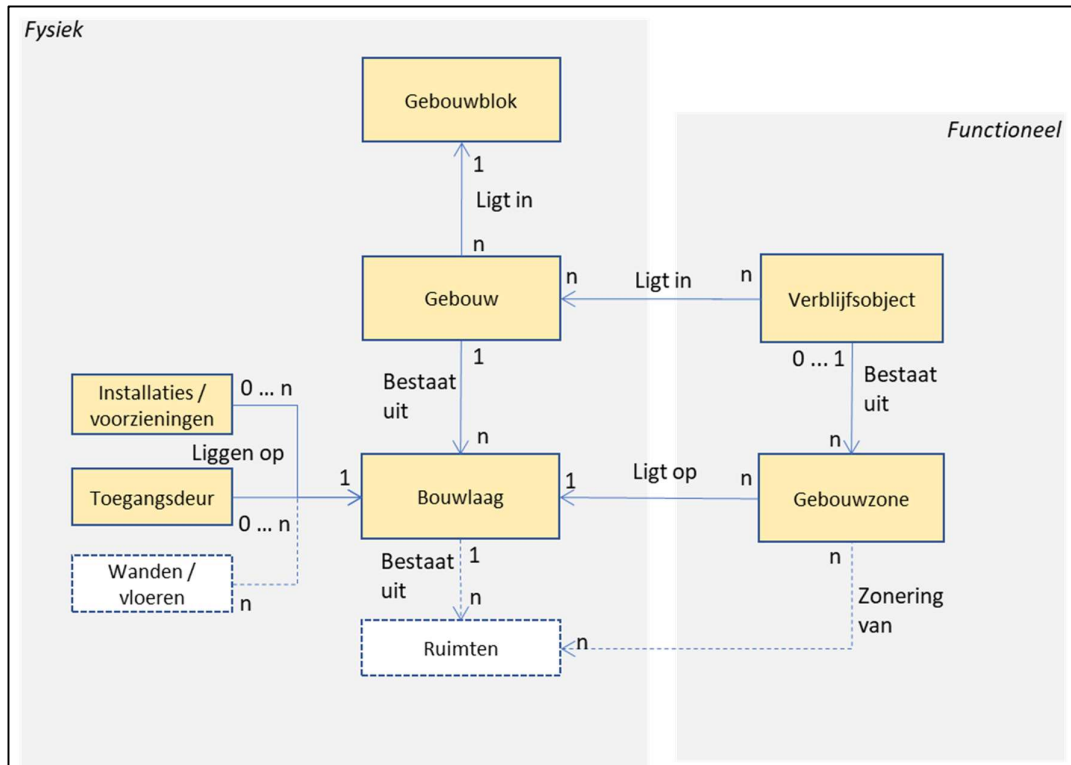 Fysiek
Gebouwblok
Functioneel
1
Ligt in
n
Gebouw
n
Ligt in
n
Verblijfsobject
1
0 ... 1
Bestaat
uit
Bestaat
uit
Installaties /
voorzieningen
0 ... n
n
n
Liggen op
Toegangsdeur
1
Bouwlaag
1
Ligt op
n
Gebouwzone
0 ... n
Wanden /
vloeren
n
Bestaat
uit
1
n
n
Zonering
van
Ruimten
n